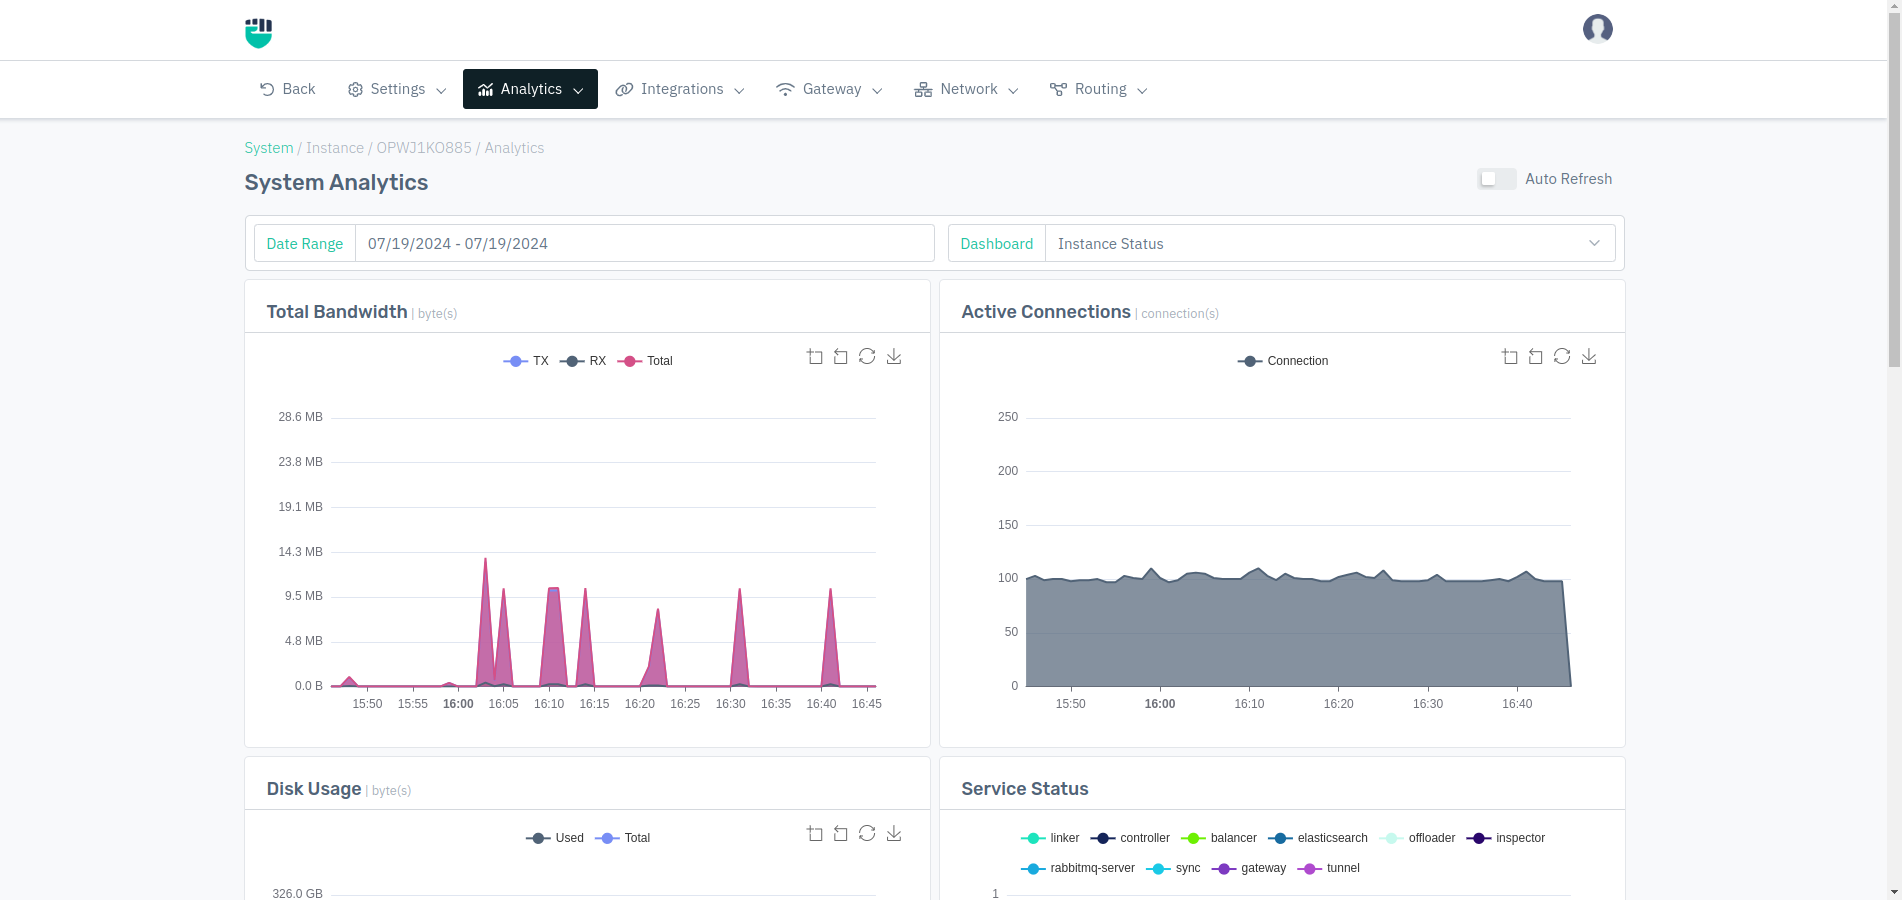 Back Settings Analytics Integrations Gateway Network Routing
System / Instance / OPWJ1KO885 / Analytics
System Analytics
Auto Refresh
Date Range 07/19/2024 - 07/19/2024
Dashboard Instance Status
Total Bandwidth | byte(s)
TX RX Total
28.6 MB
23.8 MB
19.1 MB
14.3 MB
9.5 MB
4.8 MB
0.0 B
15:50 15:55 16:00 16:05 16:10 16:15 16:20 16:25 16:30 16:35 16:40 16:45
Active Connections | connection(s)
Connection
250
200
150
100
50
0
15:50 16:00 16:10 16:20 16:30 16:40
Disk Usage | byte(s)
Used Total
326.0 GB
Service Status
linker controller balancer elasticsearch offloader inspector
rabbitmq-server sync gateway tunnel
1